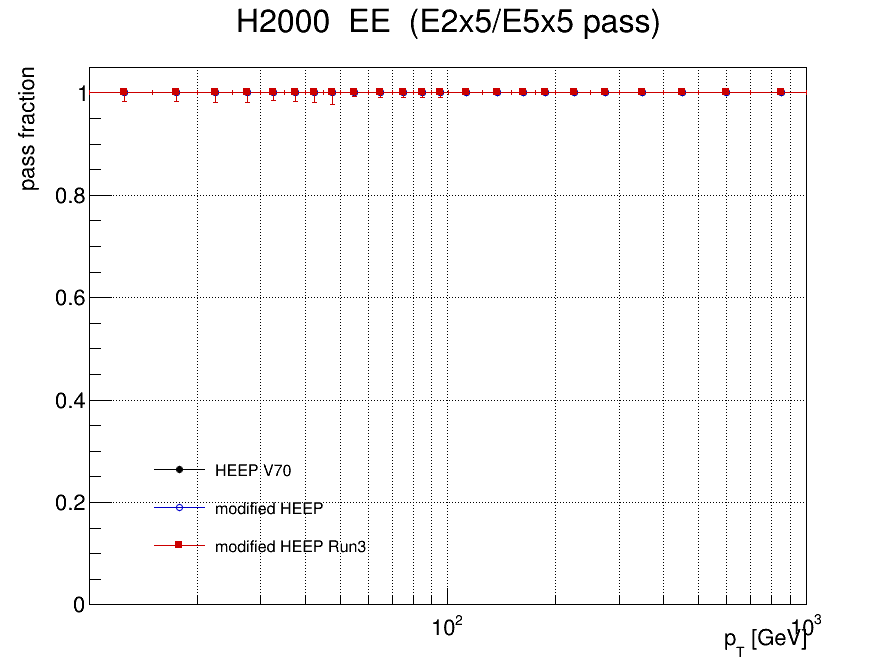 H2000 EE (E2x5/E5x5 pass)
pass fraction
1
0.8
0.6
0.4
0.2
0
HEEP V70
modified HEEP
modified HEEP Run3
10²
10³
p_T [GeV]